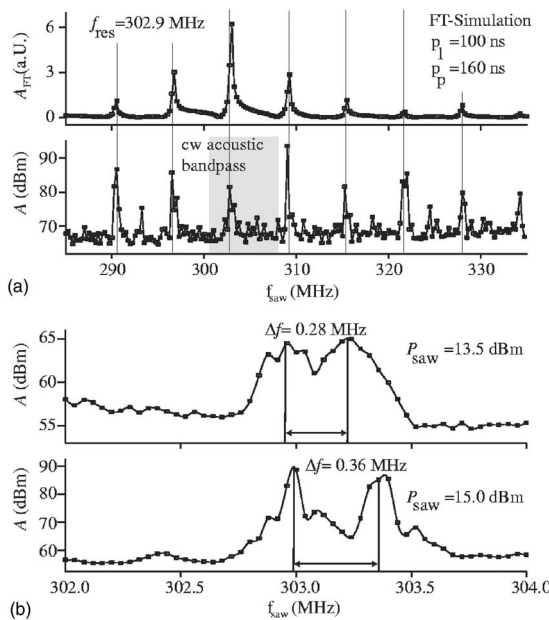 f_res=302.9 MHz
FT-Simulation
p_l=100 ns
p_p=160 ns
A_FT(a.U.)
6
3
0
cw acoustic
bandpass
A (dBm)
90
80
70
290 300 310 320 330
(a)
f_saw (MHz)
Δf= 0.28 MHz
P_saw=13.5 dBm
A (dBm)
65
60
55
Δf= 0.36 MHz
P_saw=15.0 dBm
A (dBm)
90
80
70
60
302.0 302.5 303.0 303.5 304.0
(b)
f_saw (MHz)